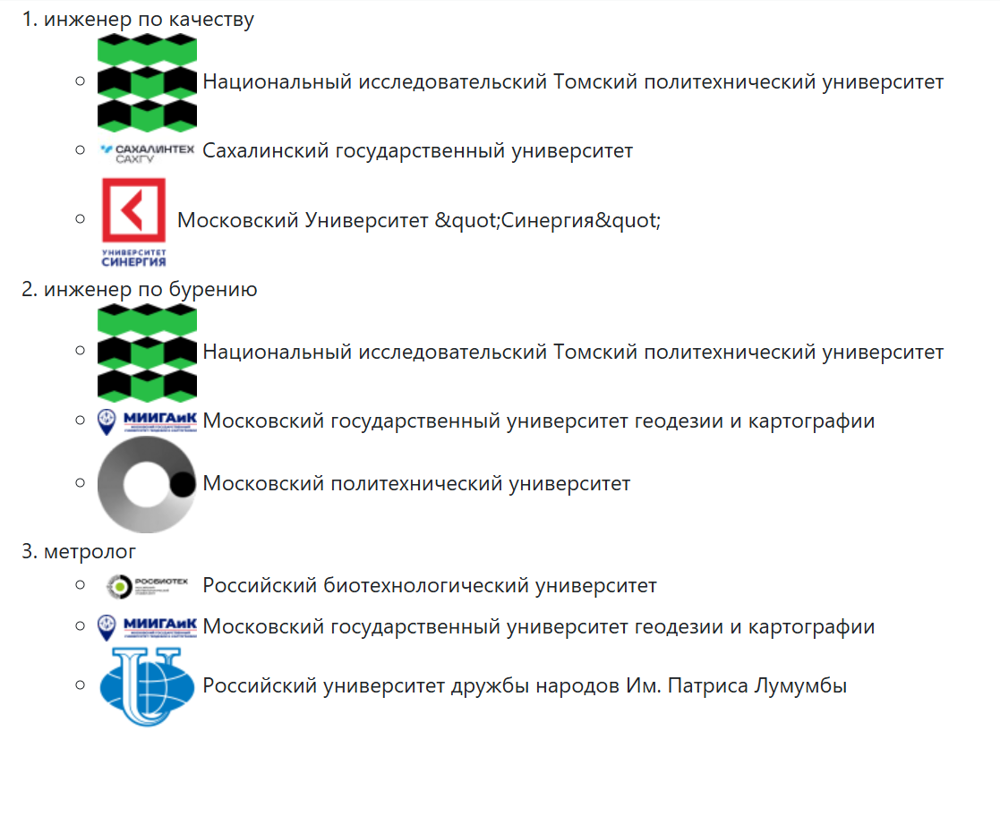 1. инженер по качеству
Национальный исследовательский Томский политехнический университет
САХАЛИНТЕХ
САХГУ
Сахалинский государственный университет
Московский Университет &quot;Синергия&quot;
УНИВЕРСИТЕТ
СИНЕРГИЯ
2. инженер по бурению
Национальный исследовательский Томский политехнический университет
МИИГАиК
Московский государственный университет геодезии и картографии
Московский политехнический университет
3. метролог
РОСБИОТЕХ
Российский биотехнологический университет
МИИГАиК
Московский государственный университет геодезии и картографии
Российский университет дружбы народов Им. Патриса Лумумбы